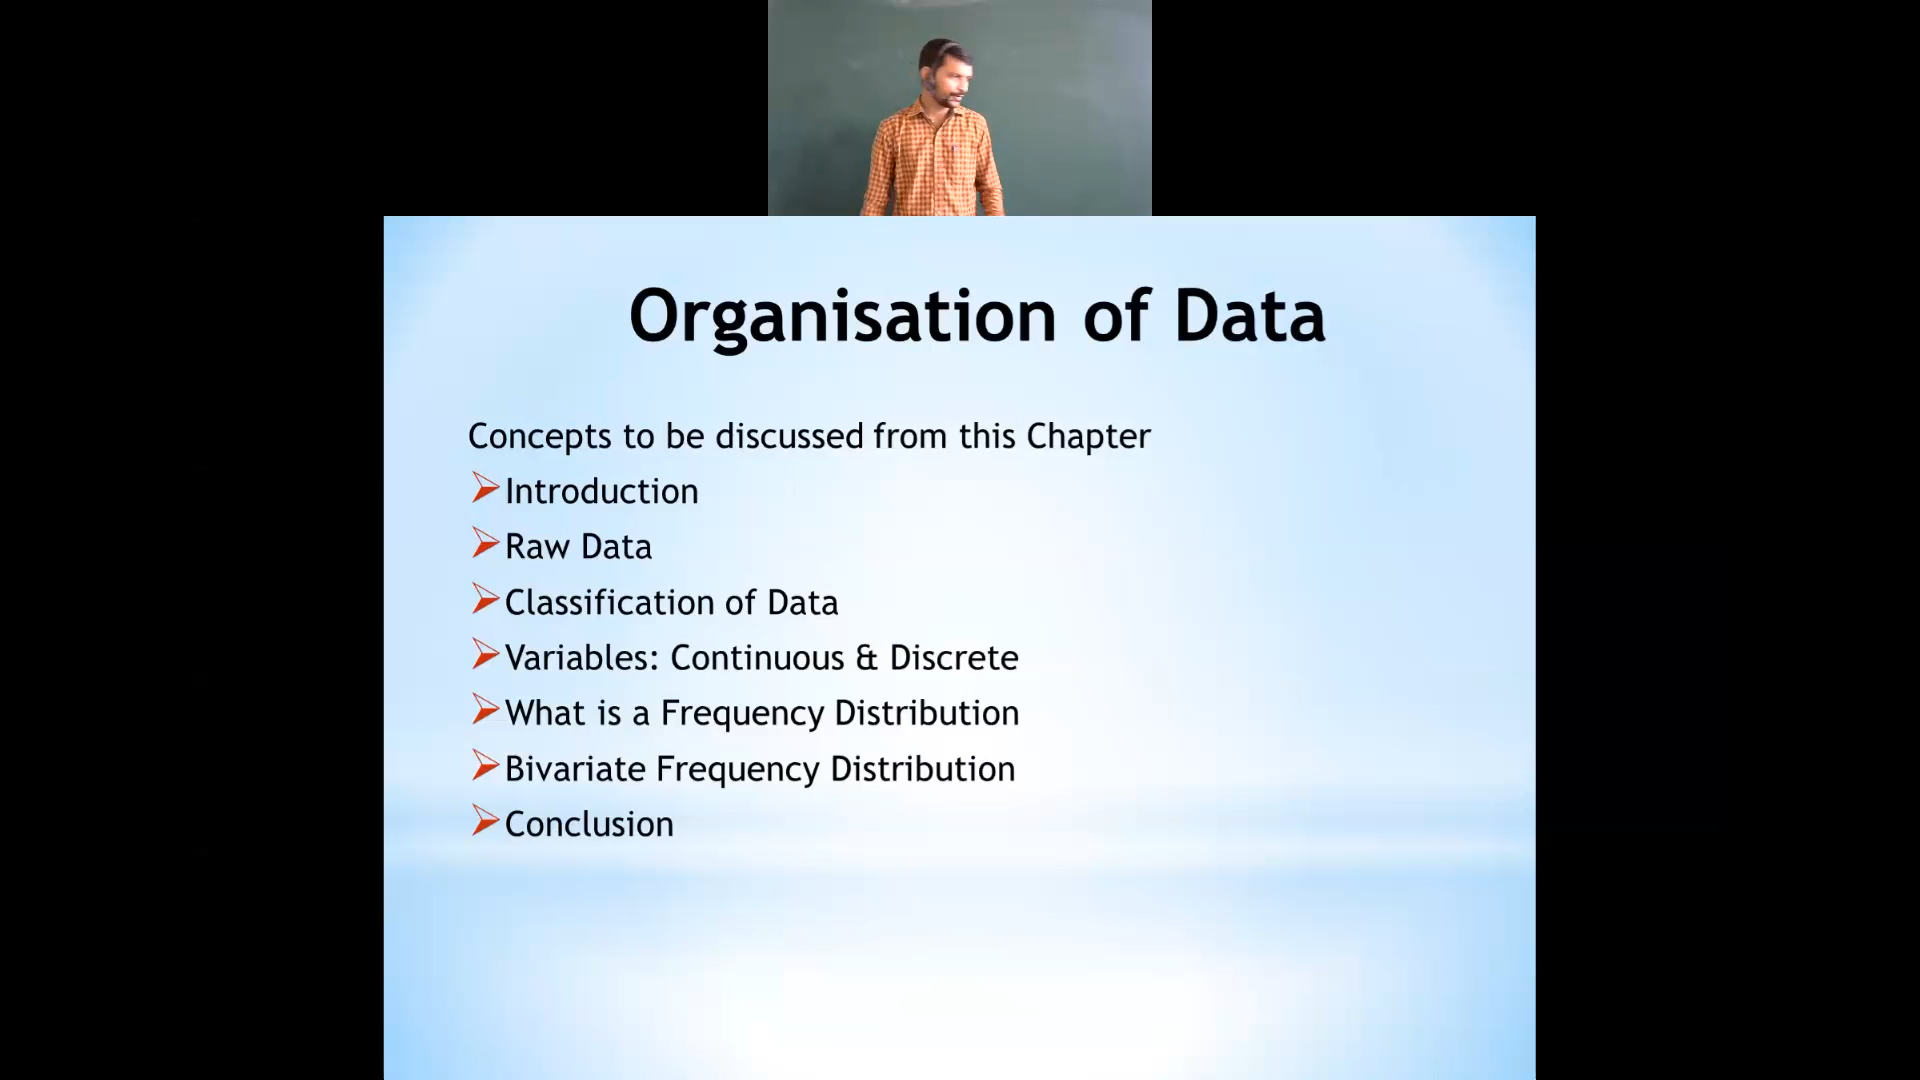 Organisation of Data
Concepts to be discussed from this Chapter
Introduction
Raw Data
Classification of Data
Variables: Continuous & Discrete
What is a Frequency Distribution
Bivariate Frequency Distribution
Conclusion